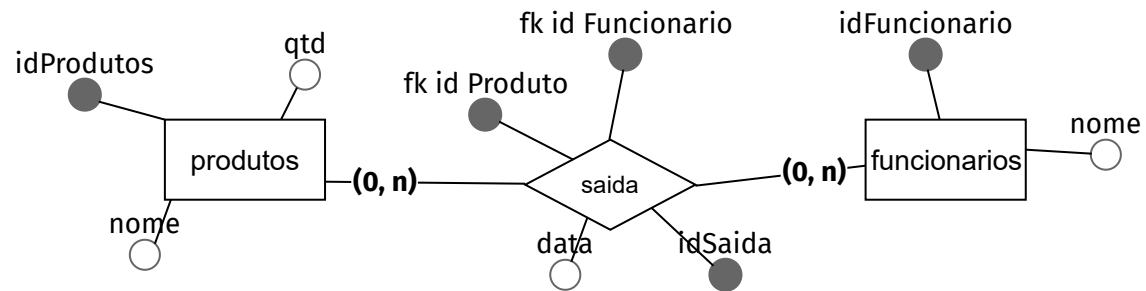 fk id Funcionario
idFuncionario
qtd
idProdutos
fk id Produto
nome
produtos
(0, n)
saida
(0, n)
funcionarios
nome
data
idSaida